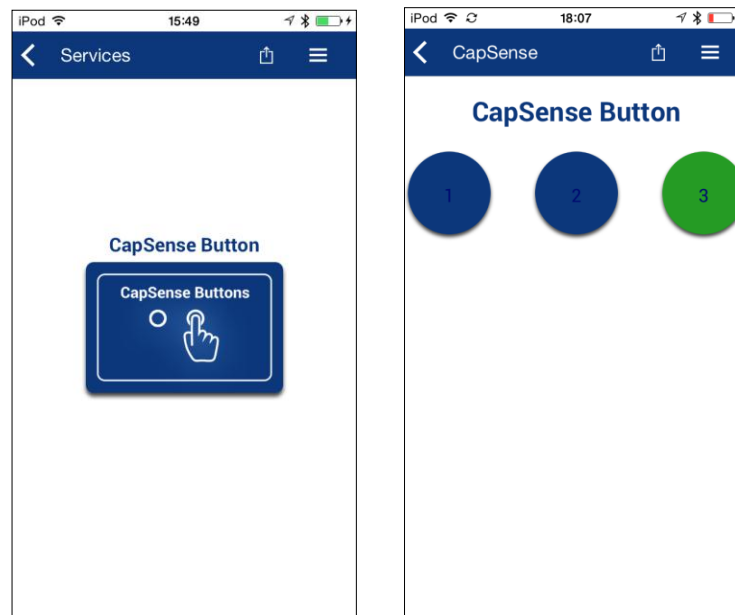 iPod 15:49
Services
CapSense Button
CapSense Buttons
iPod 18:07
CapSense
CapSense Button
1 2 3